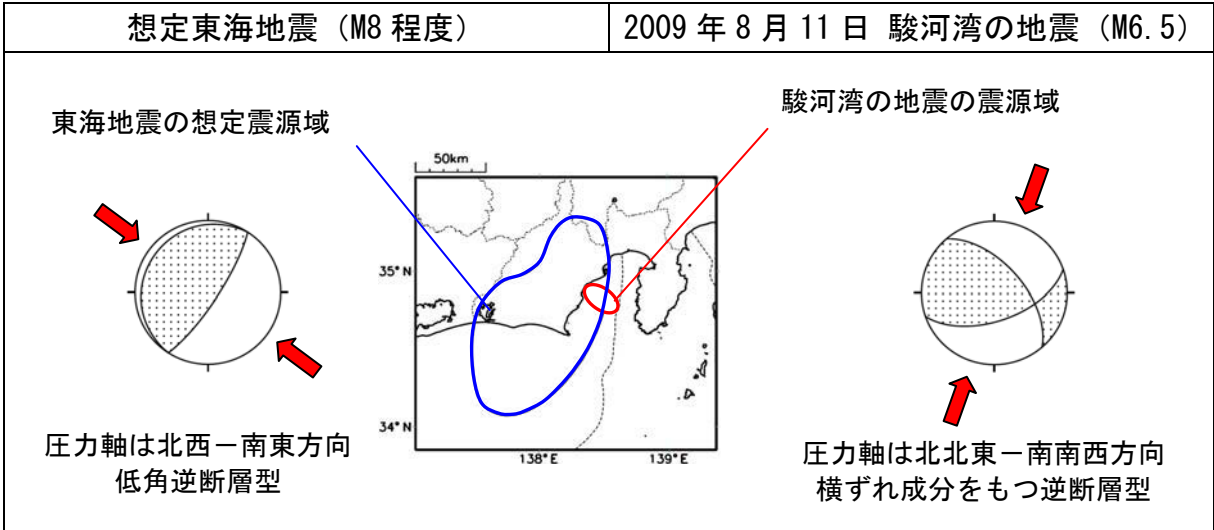 想定東海地震（M8 程度）
2009 年 8 月 11 日 駿河湾の地震（M6.5）
東海地震の想定震源域
駿河湾の地震の震源域
50km
35°N
34°N
138°E
139°E
圧力軸は北西－南東方向
低角逆断層型
圧力軸は北北東－南南西方向
横ずれ成分をもつ逆断層型